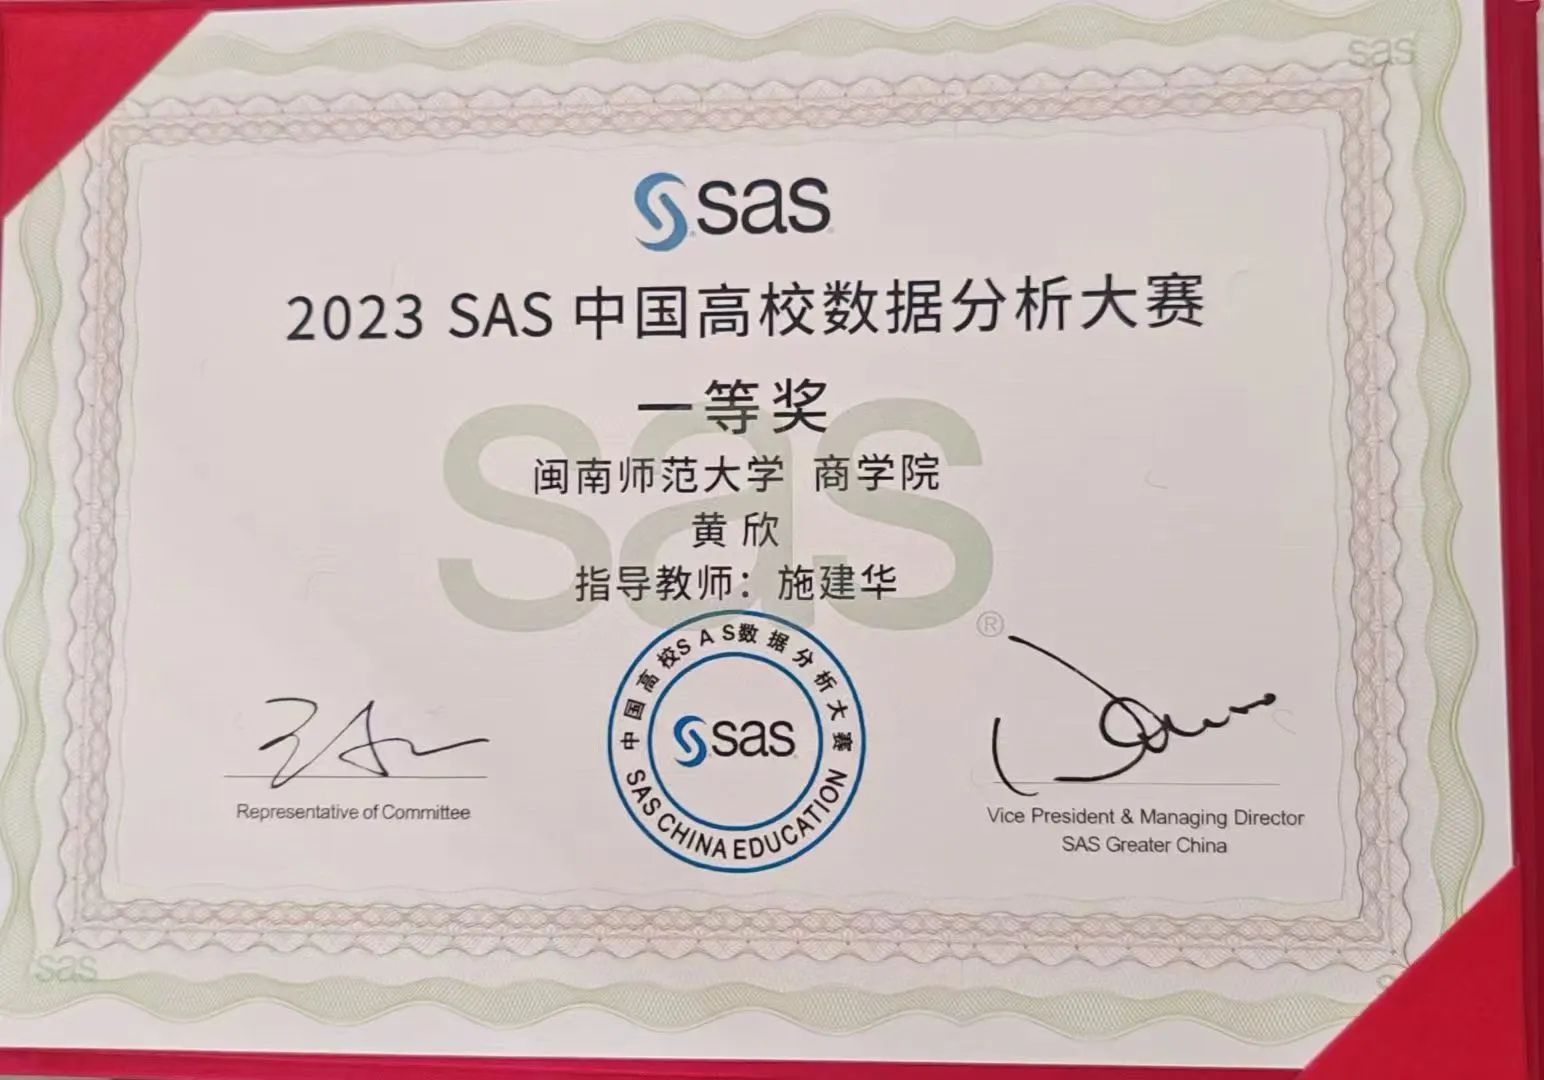 sas
sas
2023 SAS 中国高校数据分析大赛
一等奖
sas
闽南师范大学 商学院
黄欣
指导教师：施建华
®
中国高校SAS数据分析大赛
sas
SAS CHINA EDUCATION
Representative of Committee
Vice President & Managing Director
SAS Greater China
sas